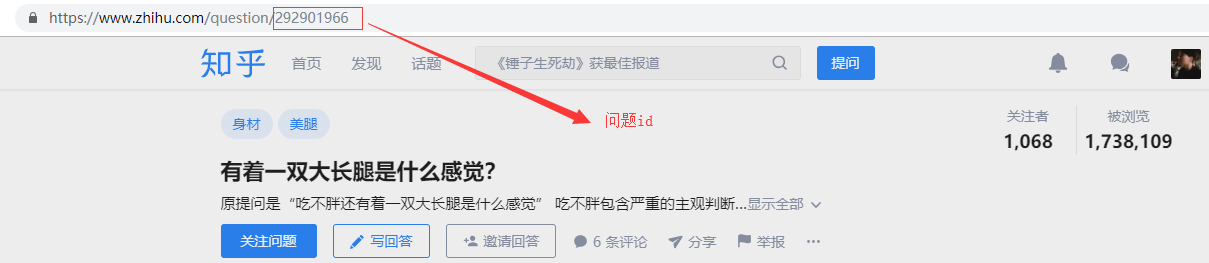 https://www.zhihu.com/question/292901966
知乎 首页 发现 话题 《锤子生死劫》获最佳报道 提问
问题id
身材 美腿
关注者 被浏览
1,068 1,738,109
有着一双大长腿是什么感觉？
原提问是“吃不胖还有着一双大长腿是什么感觉” 吃不胖包含严重的主观判断...显示全部
关注问题 写回答 邀请回答 6 条评论 分享 举报 ···